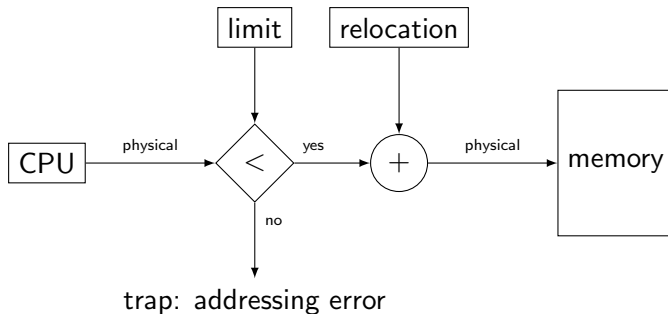 limit
relocation
CPU
physical
<
yes
+
physical
memory
no
trap: addressing error